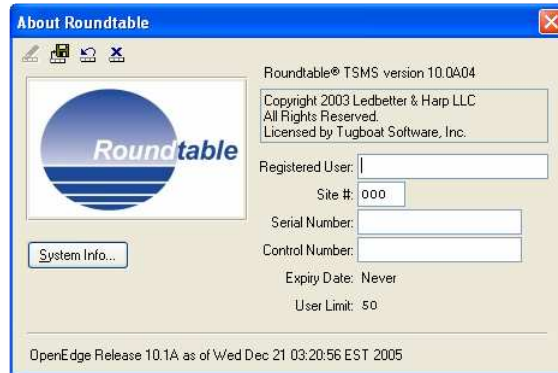 About Roundtable
Roundtable
Roundtable® TSMS version 10.0A04
Copyright 2003 Ledbetter & Harp LLC
All Rights Reserved.
Licensed by Tugboat Software, Inc.
Registered User:
Site #: 000
Serial Number:
Control Number:
Expiry Date: Never
User Limit: 50
System Info...
OpenEdge Release 10.1A as of Wed Dec 21 03:20:56 EST 2005